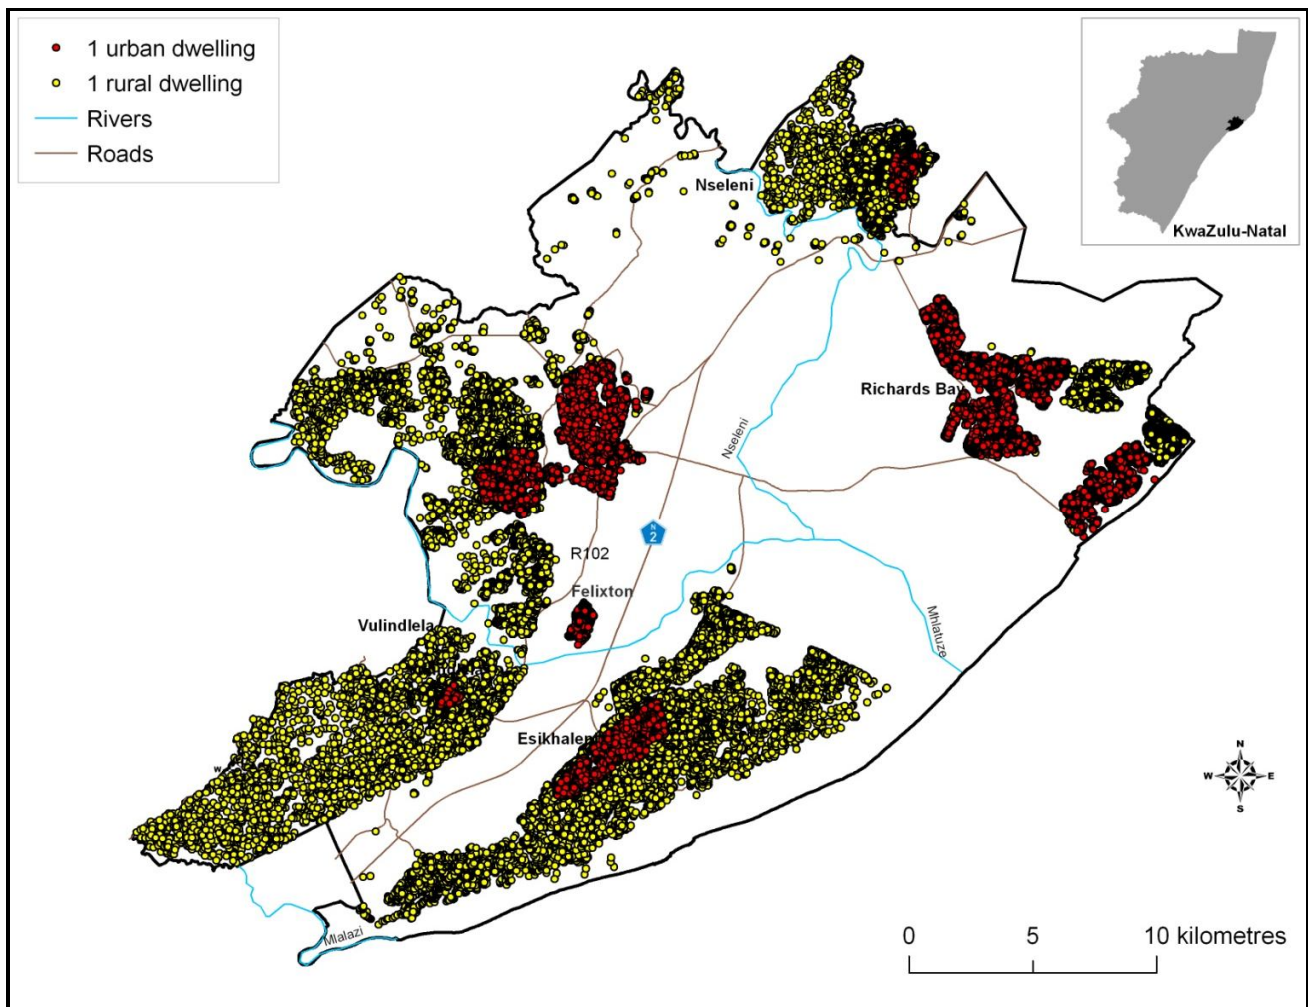 1 urban dwelling
1 rural dwelling
Rivers
Roads
KwaZulu-Natal
Nseleni
Richards Bay
Nseleni
N
2
R102
Felixton
Vulindlela
Mhlatuze
Esikhalen
N
W E
S
Mlalazi
0 5 10 kilometres